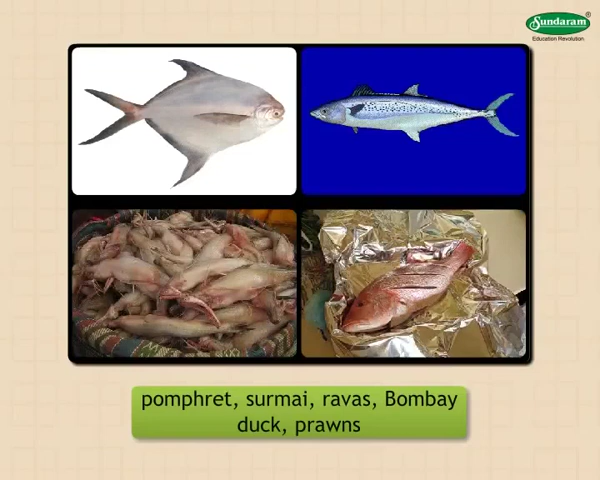 Sundaram®
Education Revolution
pomphret, surmai, ravas, Bombay
duck, prawns